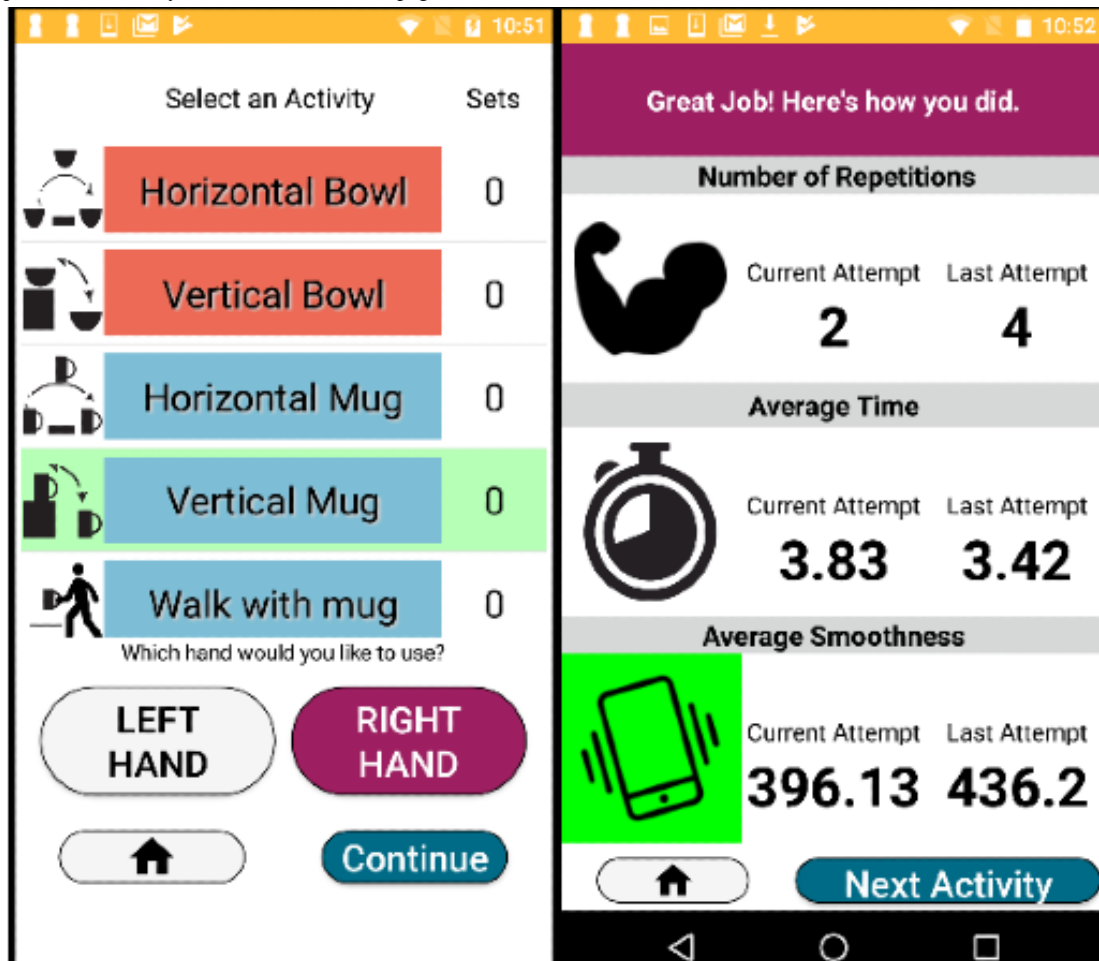 10:51
Select an Activity Sets
Horizontal Bowl 0
Vertical Bowl 0
Horizontal Mug 0
Vertical Mug 0
Walk with mug 0
Which hand would you like to use?
LEFT HAND
RIGHT HAND
Continue
10:52
Great Job! Here's how you did.
Number of Repetitions
Current Attempt Last Attempt
2 4
Average Time
Current Attempt Last Attempt
3.83 3.42
Average Smoothness
Current Attempt Last Attempt
396.13 436.2
Next Activity